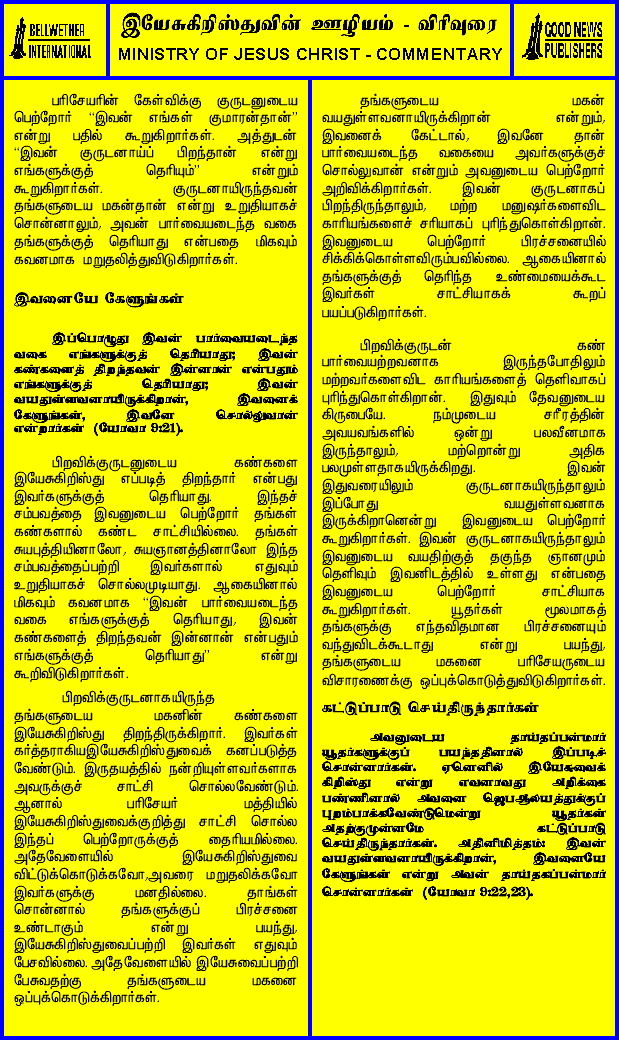 BELLWETHER
INTERNATIONAL
இயேசுகிறிஸ்துவின் ஊழியம் - விரிவுரை
MINISTRY OF JESUS CHRIST - COMMENTARY
GOOD NEWS
PUBLISHERS
பரிசேயரின் கேள்விக்கு குருடனுடைய
பெற்றோர் “இவன் எங்கள் குமாரன்தான்”
என்று பதில் கூறுகிறார்கள். அத்துடன்
“இவன் குருடனாய்ப் பிறந்தான் என்று
எங்களுக்குத் தெரியும்” என்றும்
கூறுகிறார்கள். குருடனாயிருந்தவன்
தங்களுடைய மகன்தான் என்று உறுதியாகச்
சொன்னாலும், அவன் பார்வையடைந்த வகை
தங்களுக்குத் தெரியாது என்பதை மிகவும்
கவனமாக மறுதலித்துவிடுகிறார்கள்.
இவனையே கேளுங்கள்
இப்பொழுது இவன் பார்வையடைந்த
வகை எங்களுக்குத் தெரியாது; இவன்
கண்களைத் திறந்தவன் இன்னான் என்பதும்
எங்களுக்குத் தெரியாது; இவன்
வயதுள்ளவனாயிருக்கிறான், இவனைக்
கேளுங்கள், இவனே சொல்லுவான்
என்றார்கள் (யோவா 9:21).
பிறவிக்குருடனுடைய கண்களை
இயேசுகிறிஸ்து எப்படித் திறந்தார் என்பது
இவர்களுக்குத் தெரியாது. இந்தச்
சம்பவத்தை இவனுடைய பெற்றோர் தங்கள்
கண்களால் கண்ட சாட்சியில்லை. தங்கள்
சுயபுத்தியினாலோ, சுயஞானத்தினாலோ இந்த
சம்பவத்தைப்பற்றி இவர்களால் எதுவும்
உறுதியாகச் சொல்லமுடியாது. ஆகையினால்
மிகவும் கவனமாக “இவன் பார்வையடைந்த
வகை எங்களுக்குத் தெரியாது, இவன்
கண்களைத் திறந்தவன் இன்னான் என்பதும்
எங்களுக்குத் தெரியாது” என்று
கூறிவிடுகிறார்கள்.
பிறவிக்குருடனாகயிருந்த
தங்களுடைய மகனின் கண்களை
இயேசுகிறிஸ்து திறந்திருக்கிறார். இவர்கள்
கர்த்தராகியஇயேசுகிறிஸ்துவைக் கனப்படுத்த
வேண்டும். இருதயத்தில் நன்றியுள்ளவர்களாக
அவருக்குச் சாட்சி சொல்லவேண்டும்.
ஆனால் பரிசேயர் மத்தியில்
இயேசுகிறிஸ்துவைக்குறித்து சாட்சி சொல்ல
இந்தப் பெற்றோருக்குத் தைரியமில்லை.
அதேவேளையில் இயேசுகிறிஸ்துவை
விட்டுக்கொடுக்கவோ,அவரை மறுதலிக்கவோ
இவர்களுக்கு மனதில்லை. தாங்கள்
சொன்னால் தங்களுக்குப் பிரச்சனை
உண்டாகும் என்று பயந்து,
இயேசுகிறிஸ்துவைப்பற்றி இவர்கள் எதுவும்
பேசவில்லை. அதேவேளையில் இயேசுவைப்பற்றி
பேசுவதற்கு தங்களுடைய மகனை
ஒப்புக்கொடுக்கிறார்கள்.
தங்களுடைய மகன்
வயதுள்ளவனாயிருக்கிறான் என்றும்,
இவனைக் கேட்டால், இவனே தான்
பார்வையடைந்த வகையை அவர்களுக்குச்
சொல்லுவான் என்றும் அவனுடைய பெற்றோர்
அறிவிக்கிறார்கள். இவன் குருடனாகப்
பிறந்திருந்தாலும், மற்ற மனுஷர்களைவிட
காரியங்களைச் சரியாகப் புரிந்துகொள்கிறான்.
இவனுடைய பெற்றோர் பிரச்சனையில்
சிக்கிக்கொள்ளவிரும்பவில்லை. ஆகையினால்
தங்களுக்குத் தெரிந்த உண்மையைக்கூட
இவர்கள் சாட்சியாகக் கூறப்
பயப்படுகிறார்கள்.
பிறவிக்குருடன் கண்
பார்வையற்றவனாக இருந்தபோதிலும்
மற்றவர்களைவிட காரியங்களைத் தெளிவாகப்
புரிந்துகொள்கிறான். இதுவும் தேவனுடைய
கிருபையே. நம்முடைய சரீரத்தின்
அவயவங்களில் ஒன்று பலவீனமாக
இருந்தாலும், மற்றொன்று அதிக
பலமுள்ளதாகயிருக்கிறது. இவன்
இதுவரையிலும் குருடனாகயிருந்தாலும்
இப்போது வயதுள்ளவனாக
இருக்கிறானென்று இவனுடைய பெற்றோர்
கூறுகிறார்கள். இவன் குருடனாகயிருந்தாலும்
இவனுடைய வயதிற்குத் தகுந்த ஞானமும்
தெளிவும் இவனிடத்தில் உள்ளது என்பதை
இவனுடைய பெற்றோர் சாட்சியாக
கூறுகிறார்கள். யூதர்கள் மூலமாகத்
தங்களுக்கு எந்தவிதமான பிரச்சனையும்
வந்துவிடக்கூடாது என்று பயந்து,
தங்களுடைய மகனை பரிசேயருடைய
விசாரணைக்கு ஒப்புக்கொடுத்துவிடுகிறார்கள்.
கட்டுப்பாடு செய்திருந்தார்கள்
அவனுடைய தாய்தப்பன்மார்
யூதர்களுக்குப் பயந்ததினால் இப்படிச்
சொன்னார்கள். ஏனெனில் இயேசுவைக்
கிறிஸ்து என்று எவனாவது அறிக்கை
பண்ணினால் அவனை ஜெபஆலயத்துக்குப்
புறம்பாக்கவேண்டுமென்று யூதர்கள்
அதற்குமுன்னமே கட்டுப்பாடு
செய்திருந்தார்கள். அதினிமித்தம்: இவன்
வயதுள்ளவனாயிருக்கிறான், இவனையே
கேளுங்கள் என்று அவன் தாய்தகப்பன்மார்
சொன்னார்கள் (யோவா 9:22,23).